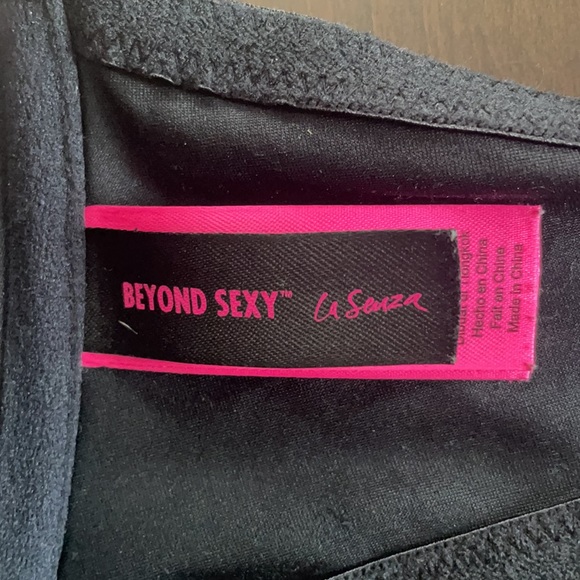 BEYOND SEXY™ La Senza
Hecho en China
Fait en Chine
Made in China